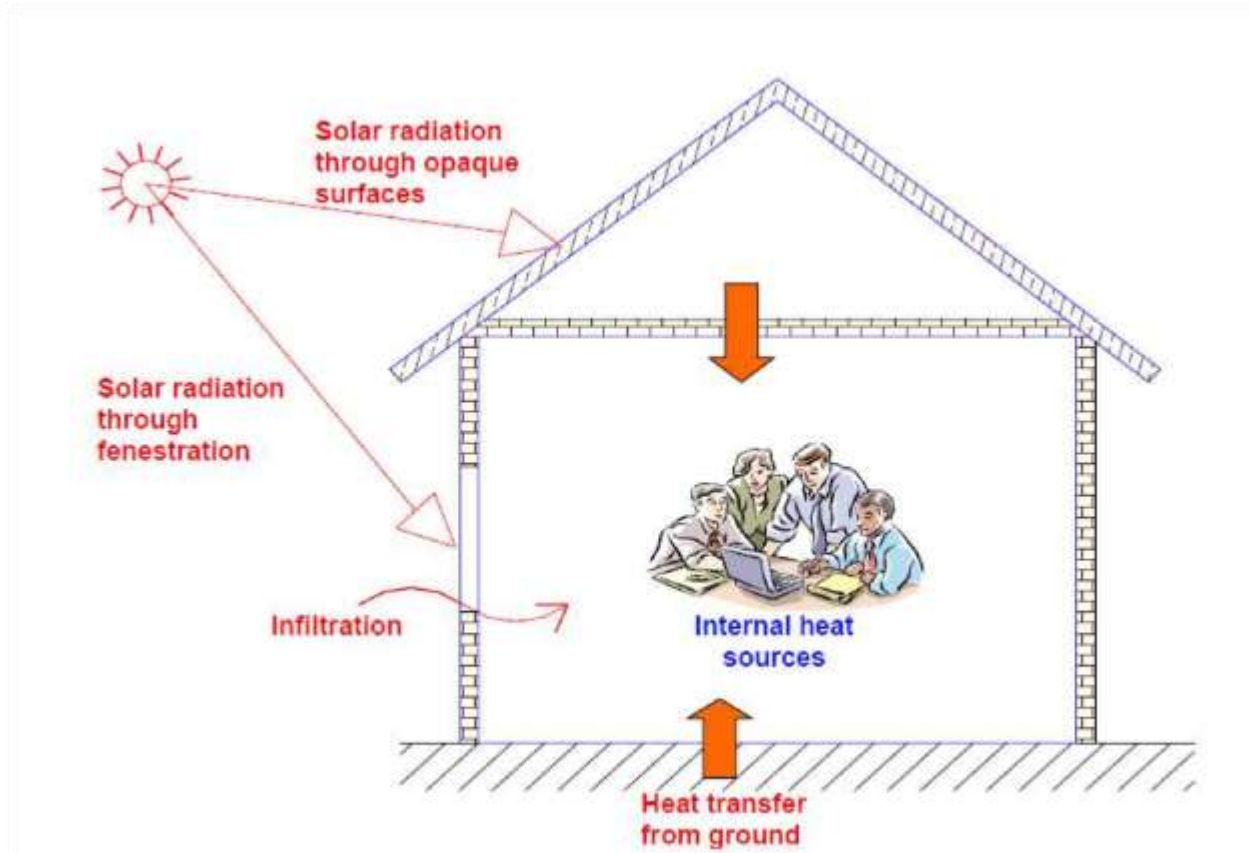 Solar radiation
through opaque
surfaces
Solar radiation
through
fenestration
Infiltration
Internal heat
sources
Heat transfer
from ground